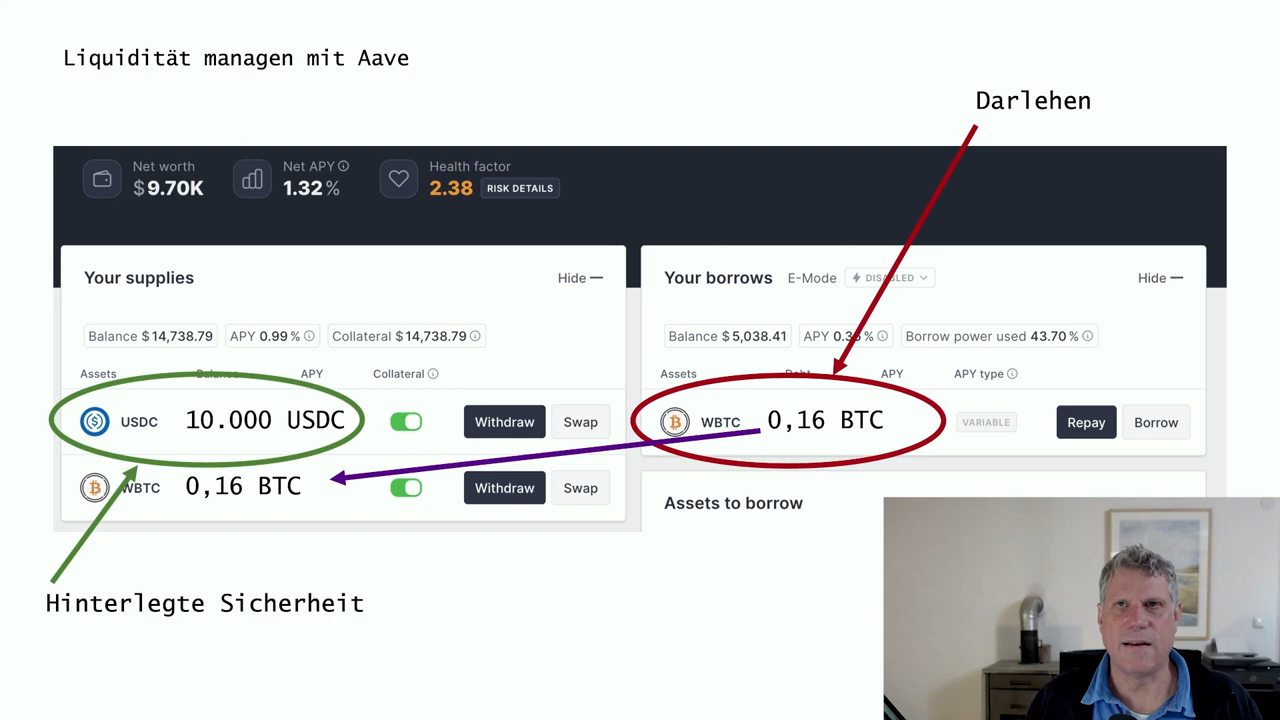 Liquidität managen mit Aave
Darlehen
Net worth
$9.70K
Net APY
1.32 %
Health factor
2.38 RISK DETAILS
Your supplies
Hide
Balance $14,738.79
APY 0.99 %
Collateral $14,738.79
Assets Balance APY Collateral
USDC 10.000 USDC Withdraw Swap
WBTC 0,16 BTC Withdraw Swap
Your borrows E-Mode DISABLED
Hide
Balance $5,038.41
APY
Borrow power used 43.70 %
Assets Debt APY APY type
WBTC 0,16 BTC VARIABLE Repay Borrow
Assets to borrow
Hinterlegte Sicherheit